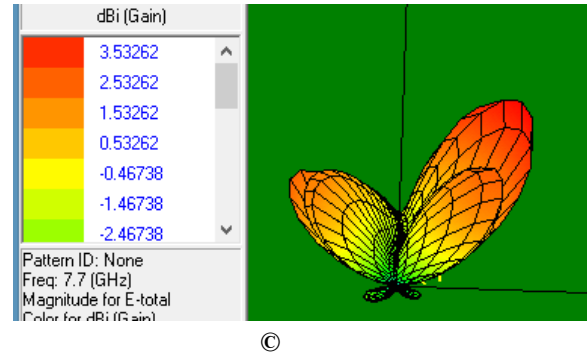 dBi (Gain)
3.53262
2.53262
1.53262
0.53262
-0.46738
-1.46738
-2.46738
Pattern ID: None
Freq: 7.7 (GHz)
Magnitude for E-total
Color for dBi (Gain)
©